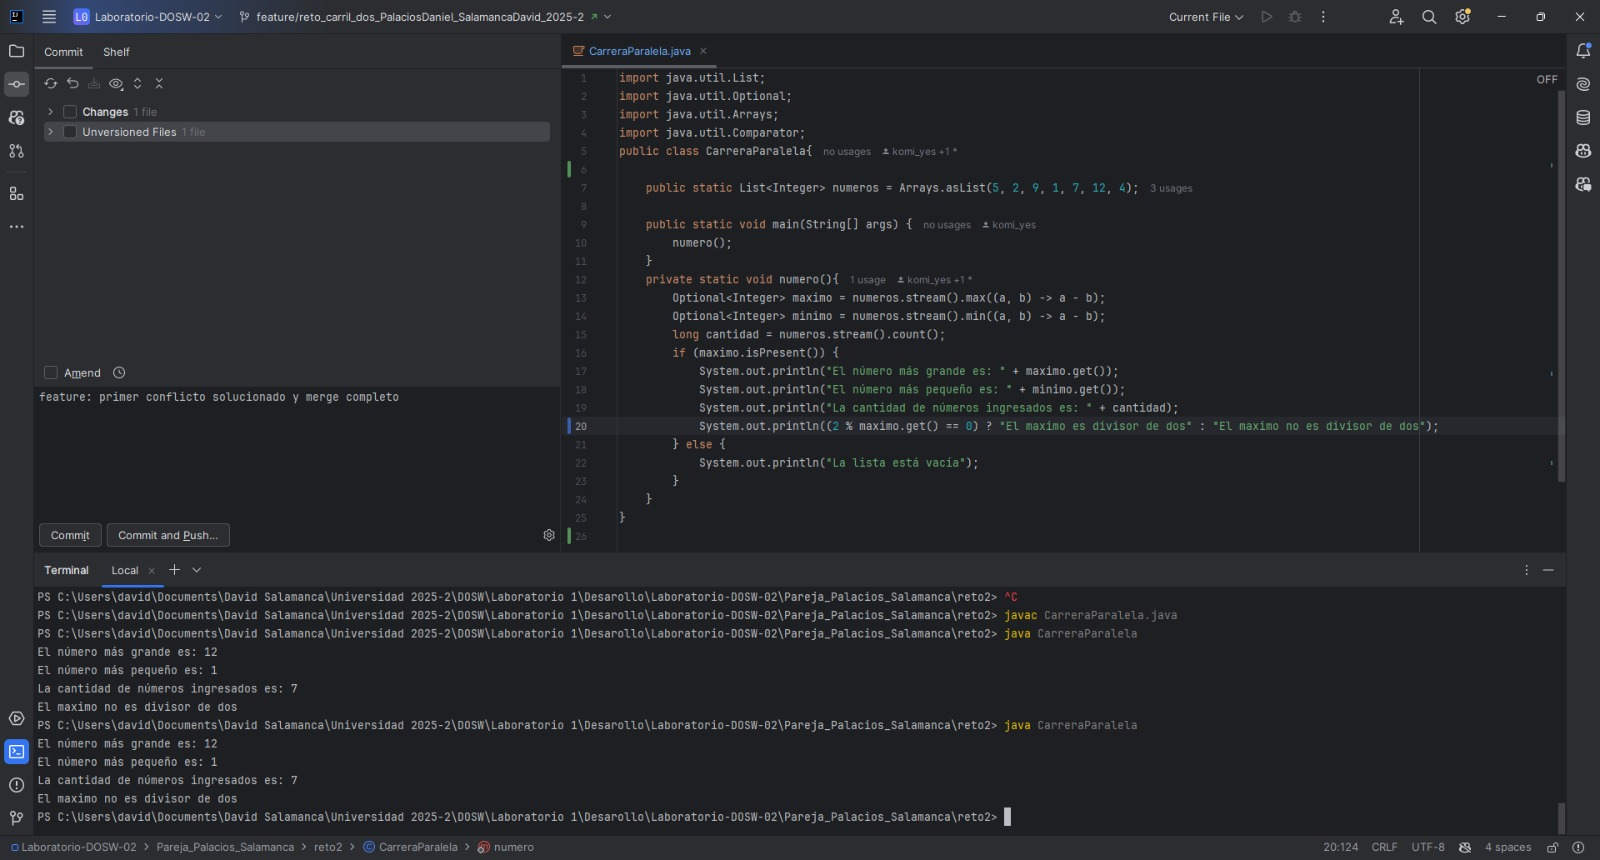 L0 Laboratorio-DOSW-02 feature/reto_carril_dos_PalaciosDaniel_SalamancaDavid_2025-2 Current File
Commit Shelf
Changes 1 file
Unversioned Files 1 file
Amend
feature: primer conflicto solucionado y merge completo
Commit Commit and Push...
CarreraParalela.java
OFF
1 import java.util.List;
2 import java.util.Optional;
3 import java.util.Arrays;
4 import java.util.Comparator;
5 public class CarreraParalela{ no usages komi_yes +1 *
6
7 public static List<Integer> numeros = Arrays.asList(5, 2, 9, 1, 7, 12, 4); 3 usages
8
9 public static void main(String[] args) { no usages komi_yes
10 numero();
11 }
12 private static void numero(){ 1 usage komi_yes +1 *
13 Optional<Integer> maximo = numeros.stream().max((a, b) -> a - b);
14 Optional<Integer> minimo = numeros.stream().min((a, b) -> a - b);
15 long cantidad = numeros.stream().count();
16 if (maximo.isPresent()) {
17 System.out.println("El número más grande es: " + maximo.get());
18 System.out.println("El número más pequeño es: " + minimo.get());
19 System.out.println("La cantidad de números ingresados es: " + cantidad);
20 System.out.println((2 % maximo.get() == 0) ? "El maximo es divisor de dos" : "El maximo no es divisor de dos");
21 } else {
22 System.out.println("La lista está vacía");
23 }
24 }
25 }
26
Terminal Local
PS C:\Users\david\Documents\David Salamanca\Universidad 2025-2\DOSW\Laboratorio 1\Desarollo\Laboratorio-DOSW-02\Pareja_Palacios_Salamanca\reto2> ^C
PS C:\Users\david\Documents\David Salamanca\Universidad 2025-2\DOSW\Laboratorio 1\Desarollo\Laboratorio-DOSW-02\Pareja_Palacios_Salamanca\reto2> javac CarreraParalela.java
PS C:\Users\david\Documents\David Salamanca\Universidad 2025-2\DOSW\Laboratorio 1\Desarollo\Laboratorio-DOSW-02\Pareja_Palacios_Salamanca\reto2> java CarreraParalela
El número más grande es: 12
El número más pequeño es: 1
La cantidad de números ingresados es: 7
El maximo no es divisor de dos
PS C:\Users\david\Documents\David Salamanca\Universidad 2025-2\DOSW\Laboratorio 1\Desarollo\Laboratorio-DOSW-02\Pareja_Palacios_Salamanca\reto2> java CarreraParalela
El número más grande es: 12
El número más pequeño es: 1
La cantidad de números ingresados es: 7
El maximo no es divisor de dos
PS C:\Users\david\Documents\David Salamanca\Universidad 2025-2\DOSW\Laboratorio 1\Desarollo\Laboratorio-DOSW-02\Pareja_Palacios_Salamanca\reto2>
Laboratorio-DOSW-02 > Pareja_Palacios_Salamanca > reto2 > CarreraParalela > numero 20:124 CRLF UTF-8 4 spaces